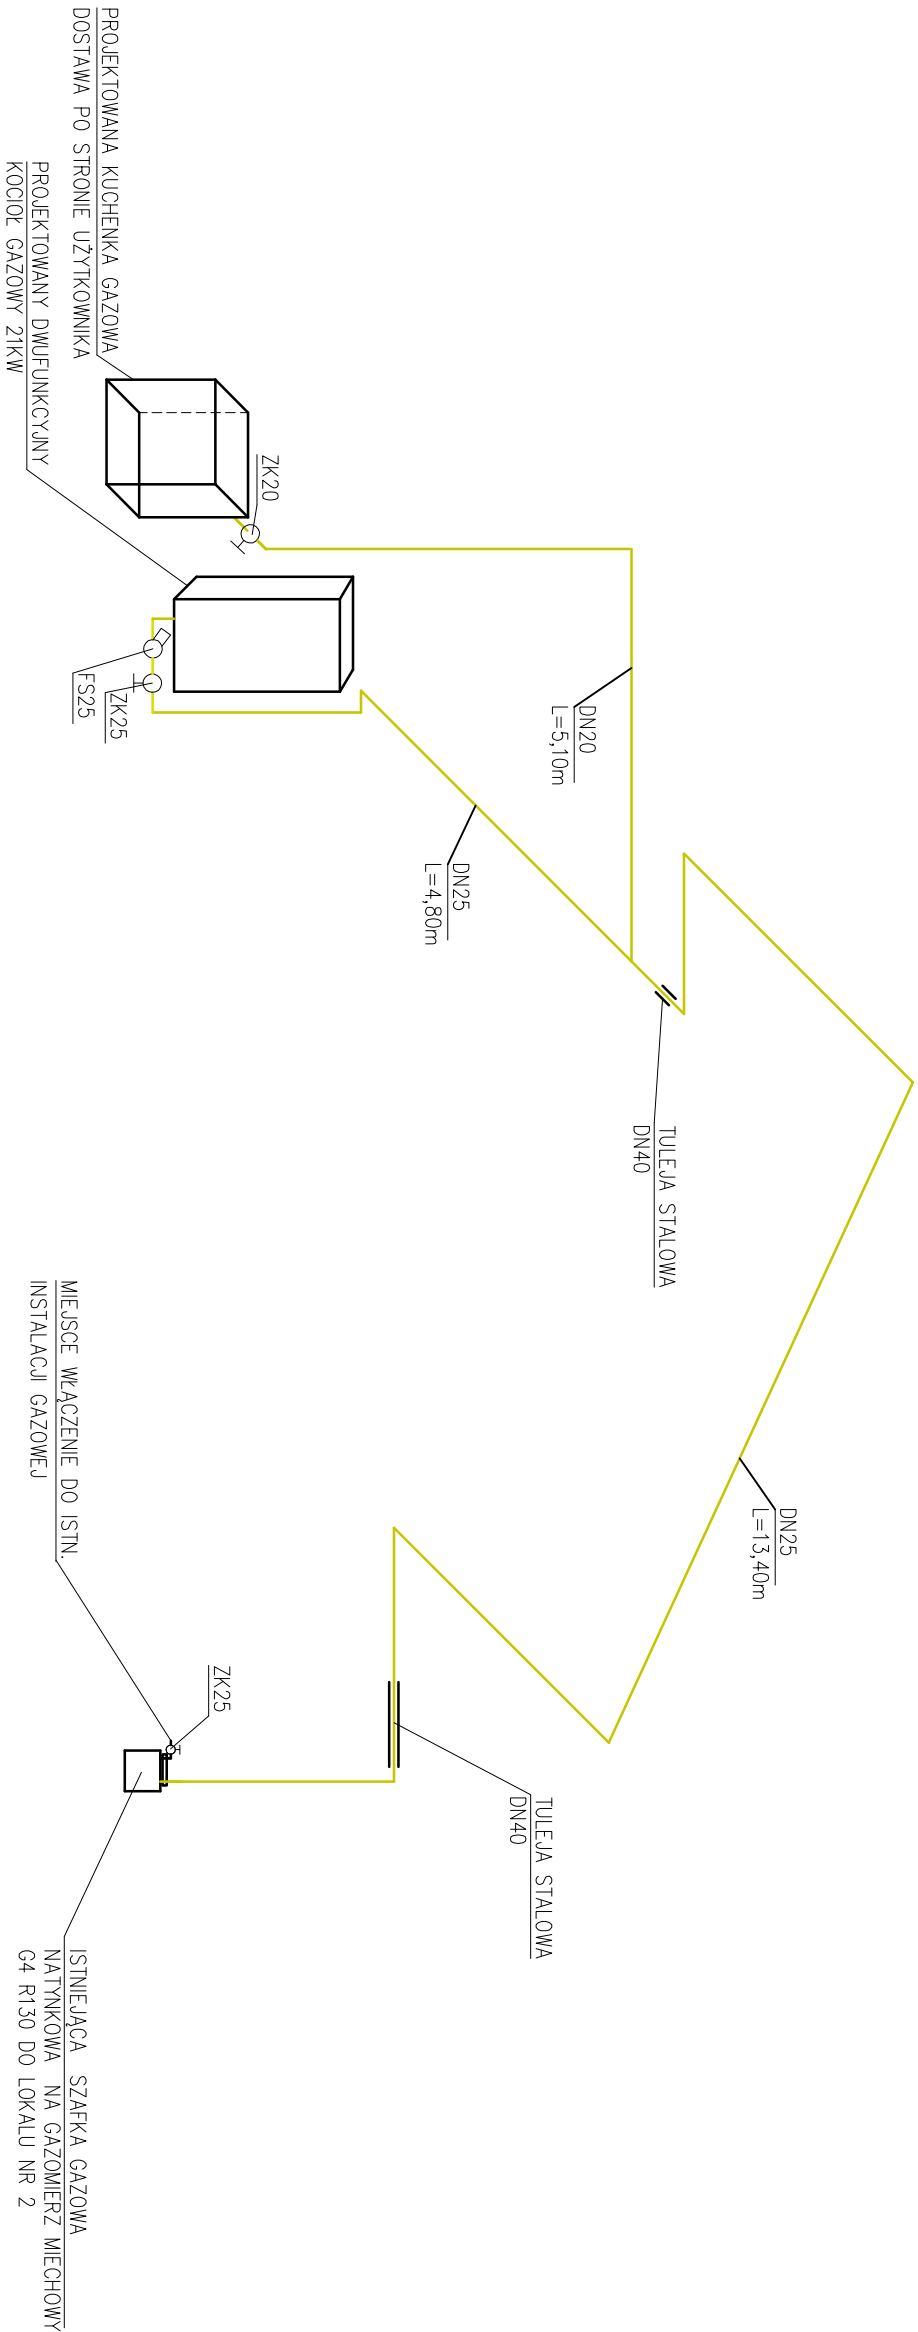 PROJEKTOWANA KUCHENKA GAZOWA
DOSTAWA PO STRONIE UŻYTKOWNIKA
PROJEKTOWANY DWUFUNKCYJNY
KOCIOŁ GAZOWY 21KW
ZK20
FS25
ZK25
DN20
L=5,10m
DN25
L=4,80m
TULEJA STALOWA
DN40
DN25
L=13,40m
MIEJSCE WŁĄCZENIE DO ISTN.
INSTALACJI GAZOWEJ
ZK25
TULEJA STALOWA
DN40
ISTNIEJĄCA SZAFKA GAZOWA
NATYNKOWA NA GAZOMIERZ MIECHOWY
G4 R130 DO LOKALU NR 2